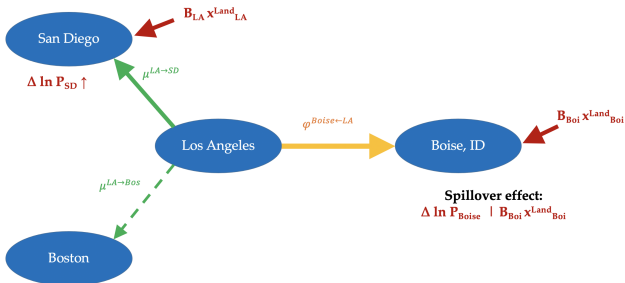 B_LA x^Land_LA
San Diego
Δ ln P_SD ↑
μ^LA→SD
Los Angeles
φ^Boise←LA
Boise, ID
B_Boi x^Land_Boi
μ^LA→Bos
Spillover effect:
Δ ln P_Boise | B_Boi x^Land_Boi
Boston